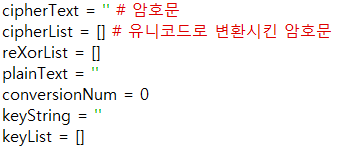 cipherText = '' # 암호문
cipherList = [] # 유니코드로 변환시킨 암호문
reXorList = []
plainText = ''
conversionNum = 0
keyString = ''
keyList = []